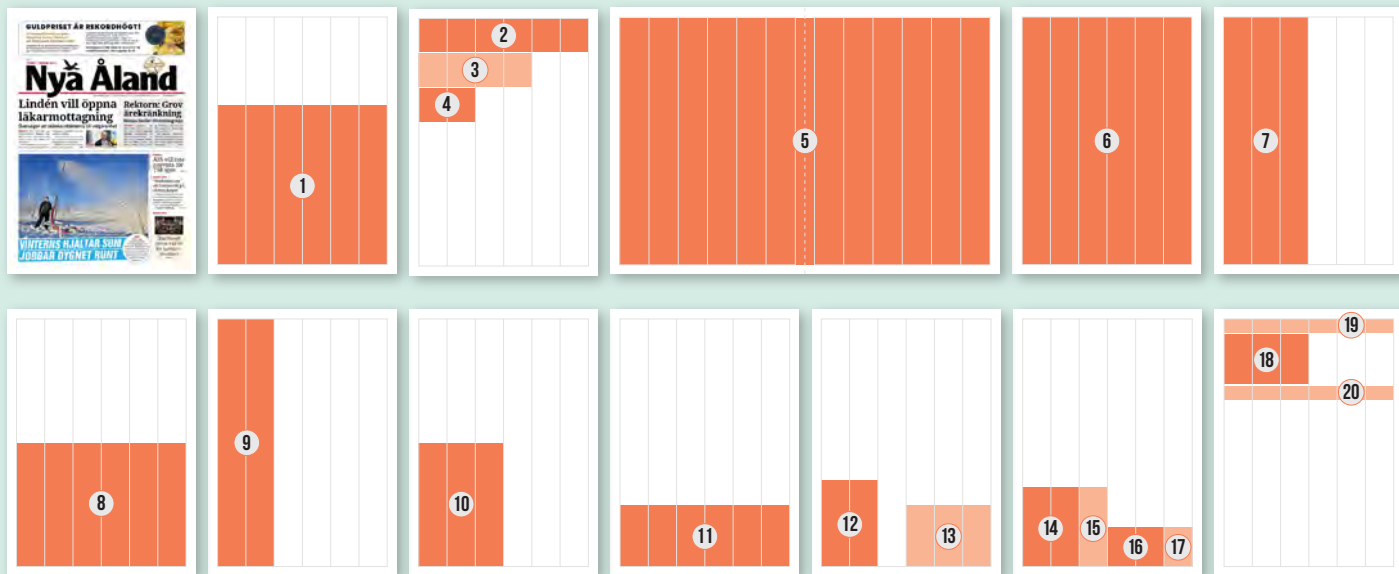 GULDPRISET ÄR REKORDHÖGT!
Nya Åland
Lindén vill öppna
läkarmottagning
Rektorn: Grov
ärekränkning
VINTERNS HJÄLTAR SOM
JOBBAR DYGNET RUNT
1
2
3
4
5
6
7
8
9
10
11
12
13
14
15
16
17
19
18
20